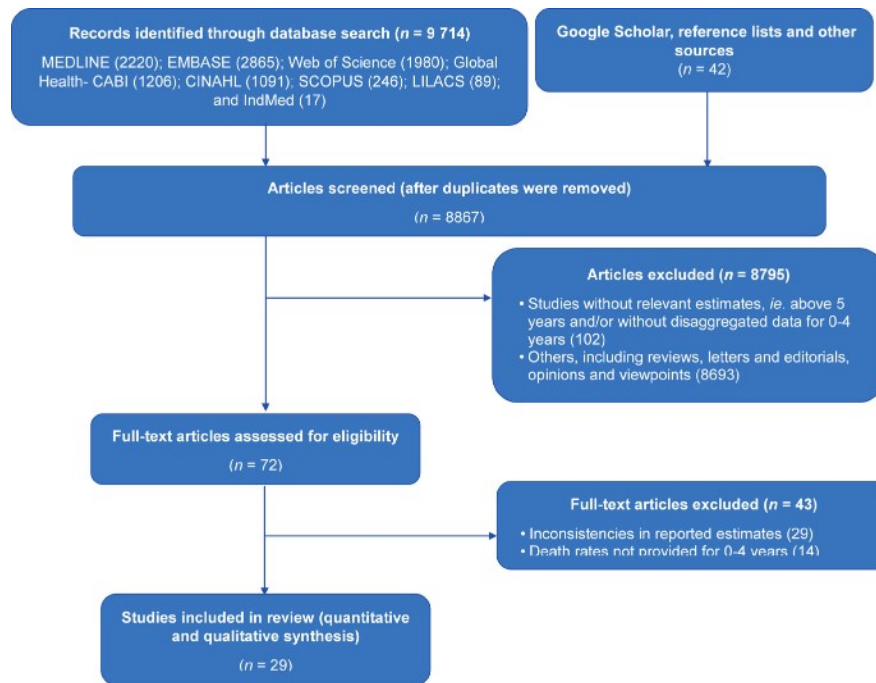 Records identified through database search (n = 9 714)
MEDLINE (2220); EMBASE (2865); Web of Science (1980); Global
Health- CABI (1206); CINAHL (1091); SCOPUS (246); LILACS (89);
and IndMed (17)
Google Scholar, reference lists and other
sources
(n = 42)
Articles screened (after duplicates were removed)
(n = 8867)
Articles excluded (n = 8795)
• Studies without relevant estimates, ie. above 5
years and/or without disaggregated data for 0-4
years (102)
• Others, including reviews, letters and editorials,
opinions and viewpoints (8693)
Full-text articles assessed for eligibility
(n = 72)
Full-text articles excluded (n = 43)
• Inconsistencies in reported estimates (29)
• Death rates not provided for 0-4 years (14)
Studies included in review (quantitative
and qualitative synthesis)
(n = 29)